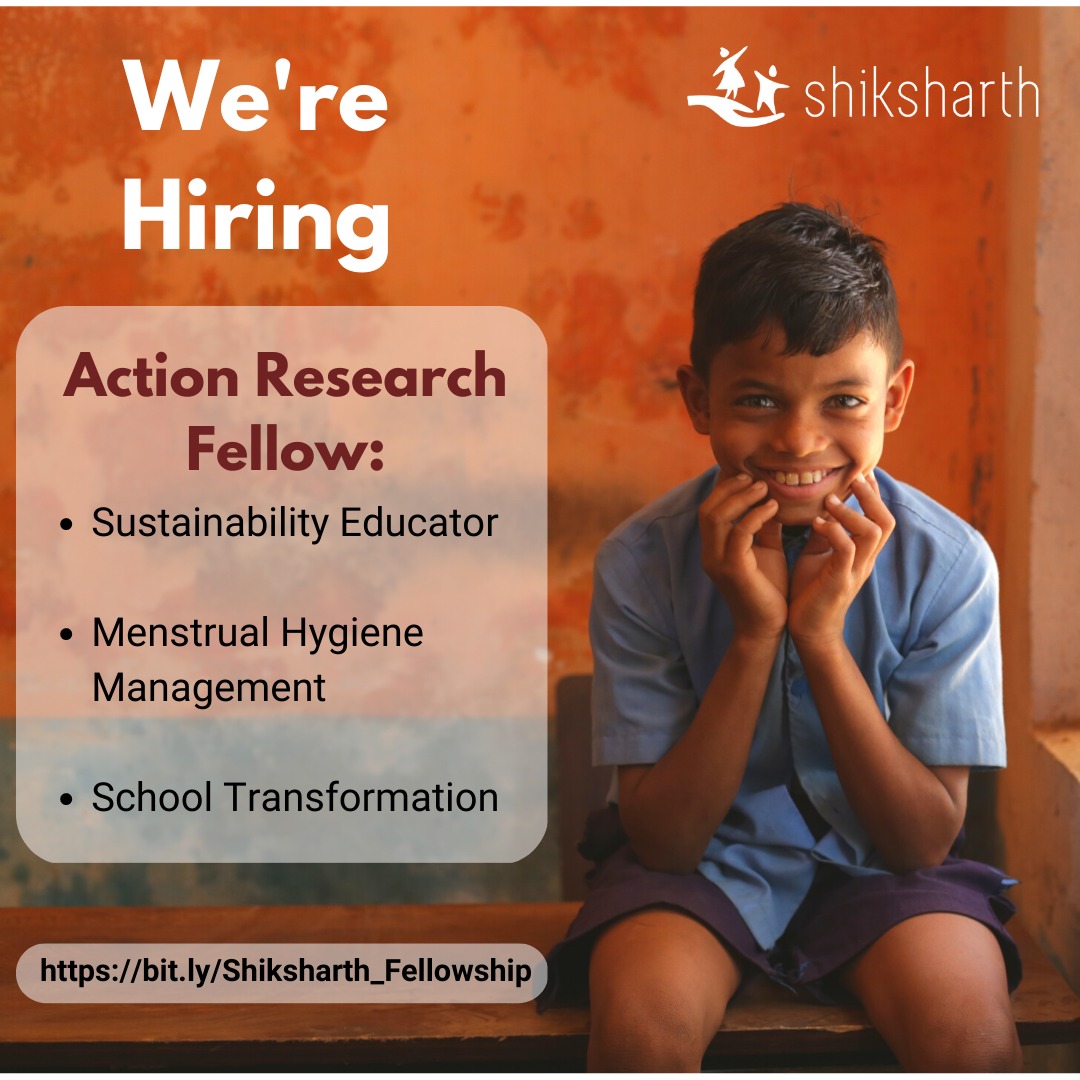 We're
Hiring
shiksharth
Action Research
Fellow:
• Sustainability Educator
• Menstrual Hygiene
Management
• School Transformation
https://bit.ly/Shiksharth_Fellowship